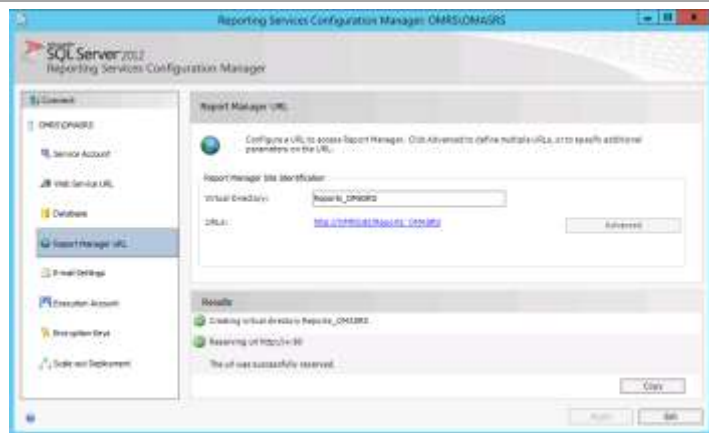 Reporting Services Configuration Manager: OMRS\OMASRS
SQL Server 2012
Reporting Services Configuration Manager
Connect
OMRS\OMASRS
Service Account
Web Service URL
Database
Report Manager URL
E-mail Settings
Execution Account
Encryption Keys
Scale-out Deployment
Report Manager URL
Configure a URL to access Report Manager. Click Advanced to define multiple URLs, or to specify additional
parameters on the URL.
Report Manager Site Identification
Virtual Directory:
Reports_OMASRS
URLs:
Advanced
Results
Creating virtual directory Reports_OMASRS
Reserving url http://+:80
The url was successfully reserved.
Copy
Apply
Exit